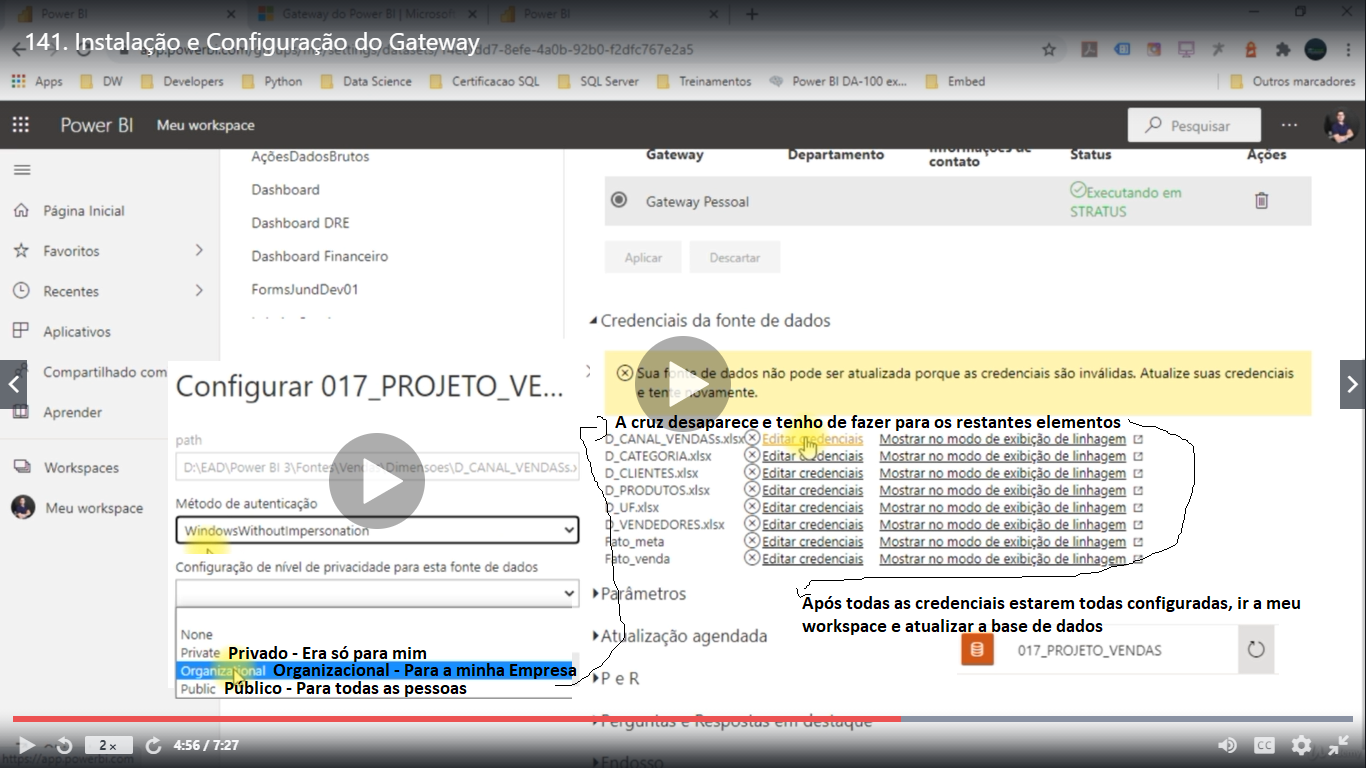 Power BI
Gateway do Power BI | Microsoft
Power BI
141. Instalação e Configuração do Gateway
Apps
DW
Developers
Python
Data Science
Certificacao SQL
SQL Server
Treinamentos
Power BI DA-100 ex...
Embed
Outros marcadores
Power BI
Meu workspace
Pesquisar
Página Inicial
Favoritos
Recentes
Aplicativos
Compartilhado com
Aprender
Workspaces
Meu workspace
AçõesDadosBrutos
Dashboard
Dashboard DRE
Dashboard Financeiro
FormsJundDev01
Gateway
Departamento
Informações de
contato
Status
Ações
Gateway Pessoal
Executando em
STRATUS
Aplicar
Descartar
Credenciais da fonte de dados
Sua fonte de dados não pode ser atualizada porque as credenciais são inválidas. Atualize suas credenciais
e tente novamente.
A cruz desaparece e tenho de fazer para os restantes elementos
D_CANAL_VENDASs.xlsx Editar credenciais Mostrar no modo de exibição de linhagem
D_CATEGORIA.xlsx Editar credenciais Mostrar no modo de exibição de linhagem
D_CLIENTES.xlsx Editar credenciais Mostrar no modo de exibição de linhagem
D_PRODUTOS.xlsx Editar credenciais Mostrar no modo de exibição de linhagem
D_UF.xlsx Editar credenciais Mostrar no modo de exibição de linhagem
D_VENDEDORES.xlsx Editar credenciais Mostrar no modo de exibição de linhagem
Fato_meta Editar credenciais Mostrar no modo de exibição de linhagem
Fato_venda Editar credenciais Mostrar no modo de exibição de linhagem
Parâmetros
Atualização agendada
P e R
Perguntas e Respostas em destaque
Endosso
Após todas as credenciais estarem todas configuradas, ir a meu
workspace e atualizar a base de dados
017_PROJETO_VENDAS
Configurar 017_PROJETO_VE...
path
D:\EAD\Power BI 3\Fontes\Vendas\Dimensoes\D_CANAL_VENDASs.x
Método de autenticação
WindowsWithoutImpersonation
Configuração de nível de privacidade para esta fonte de dados
None
Private Privado - Era só para mim
Organizational Organizacional - Para a minha Empresa
Public Público - Para todas as pessoas
2 x
4:56 / 7:27
CC
https://app.powerbi.com